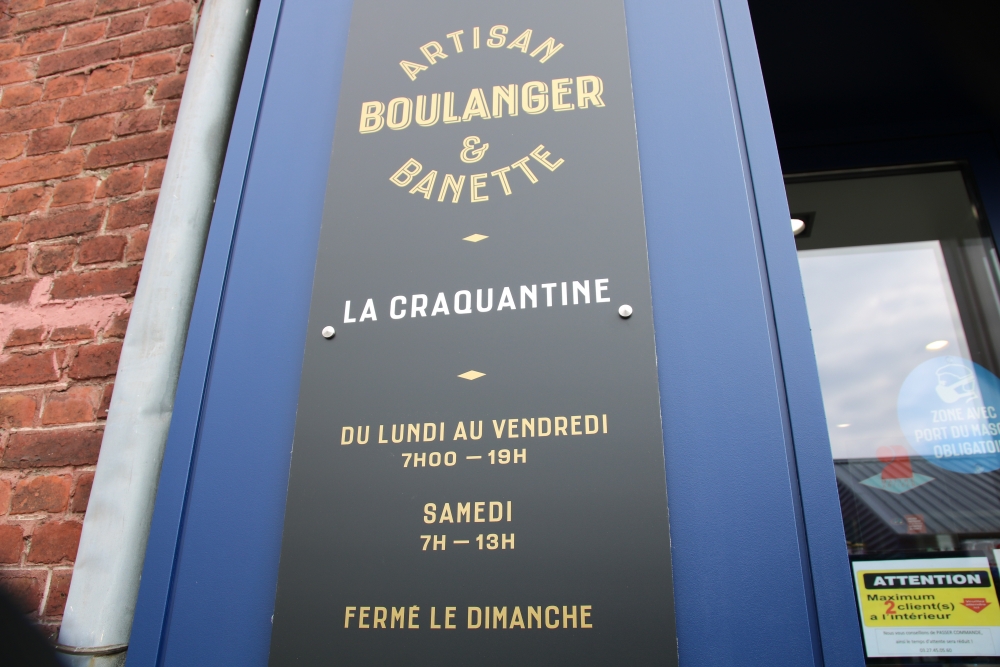 ARTISAN
BOULANGER
&
BANETTE
LA CRAQUANTINE
DU LUNDI AU VENDREDI
7H00 — 19H
SAMEDI
7H — 13H
FERMÉ LE DIMANCHE
ZONE AVEC
PORT DU MAS
OBLIGATOI
ATTENTION
Maximum
2 client(s)
a l'intérieur